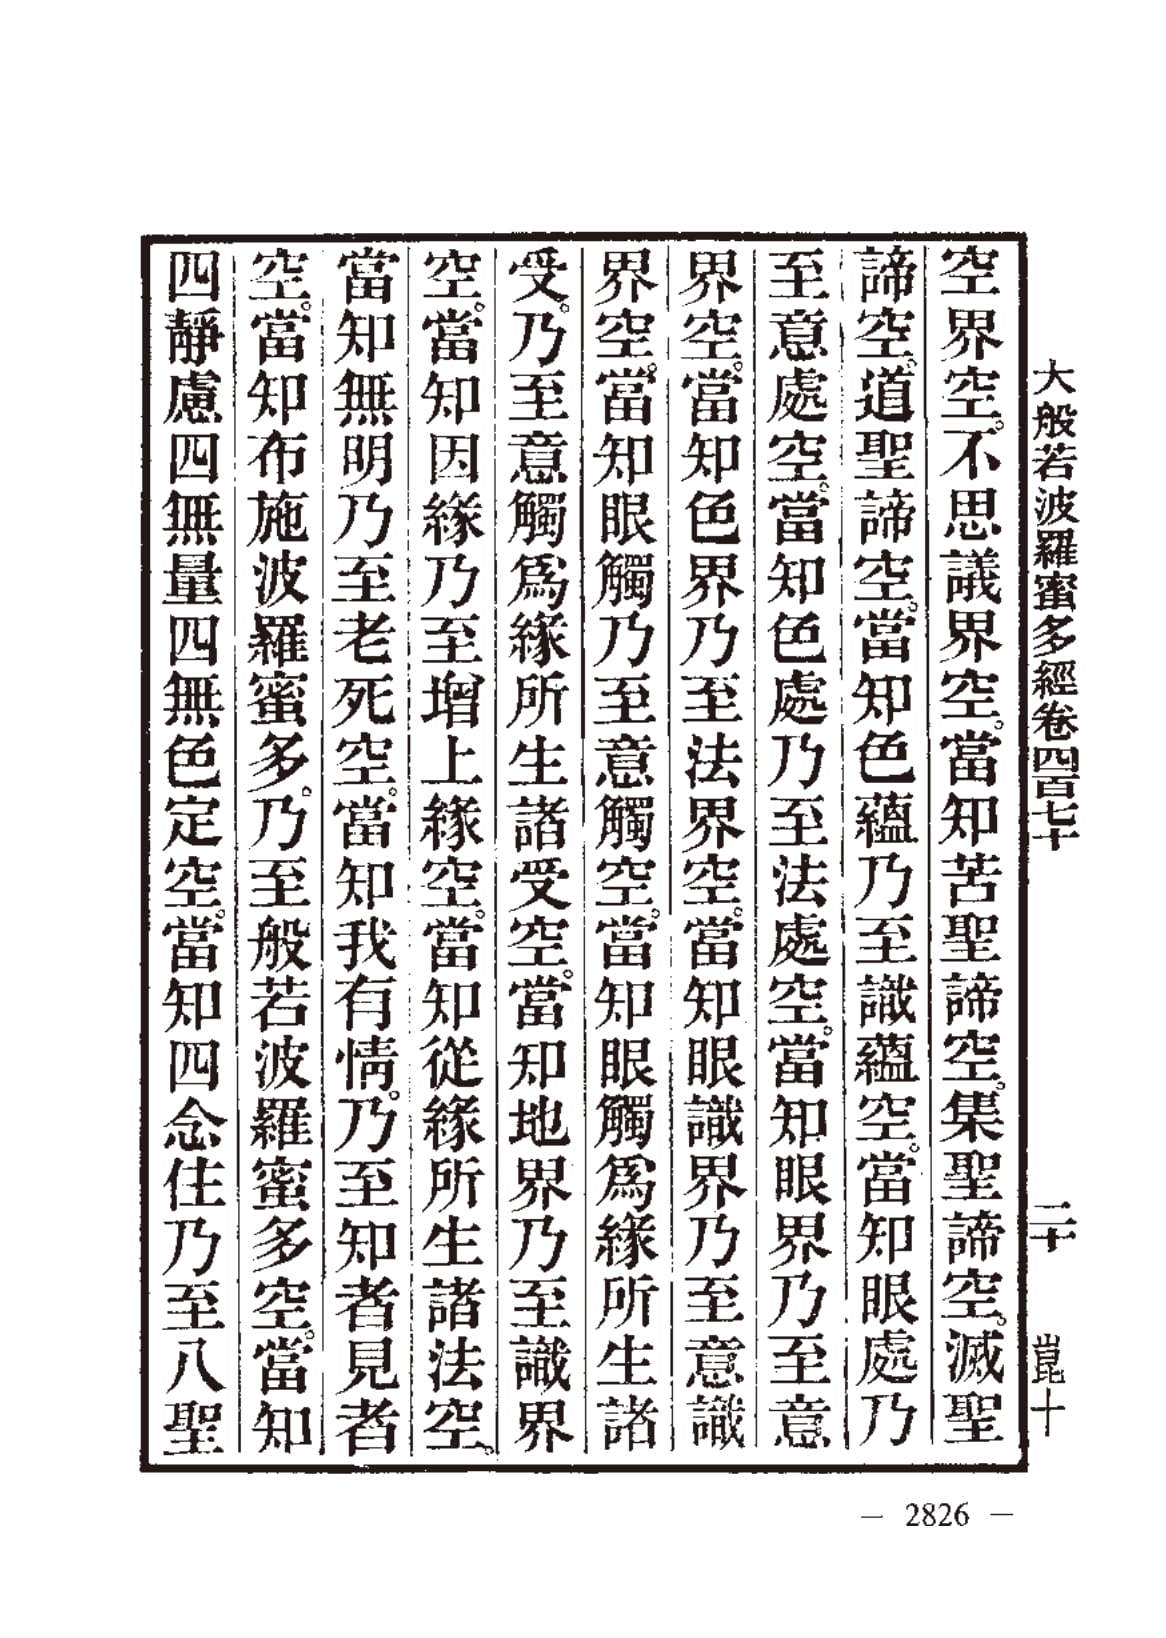 大般若波羅蜜多經卷四百七十 二十 崑十
空界空。不思議界空。當知苦聖諦空。集聖諦空。滅聖
諦空。道聖諦空。當知色蘊乃至識蘊空。當知眼處乃
至意處空。當知色處乃至法處空。當知眼界乃至意
界空。當知色界乃至法界空。當知眼識界乃至意識
界空。當知眼觸乃至意觸空。當知眼觸爲緣所生諸
受。乃至意觸爲緣所生諸受空。當知地界乃至識界
空。當知因緣乃至增上緣空。當知從緣所生諸法空。
當知無明乃至老死空。當知我有情。乃至知者見者
空。當知布施波羅蜜多。乃至般若波羅蜜多空。當知
四靜慮四無量四無色定空。當知四念住乃至八聖
— 2826 —